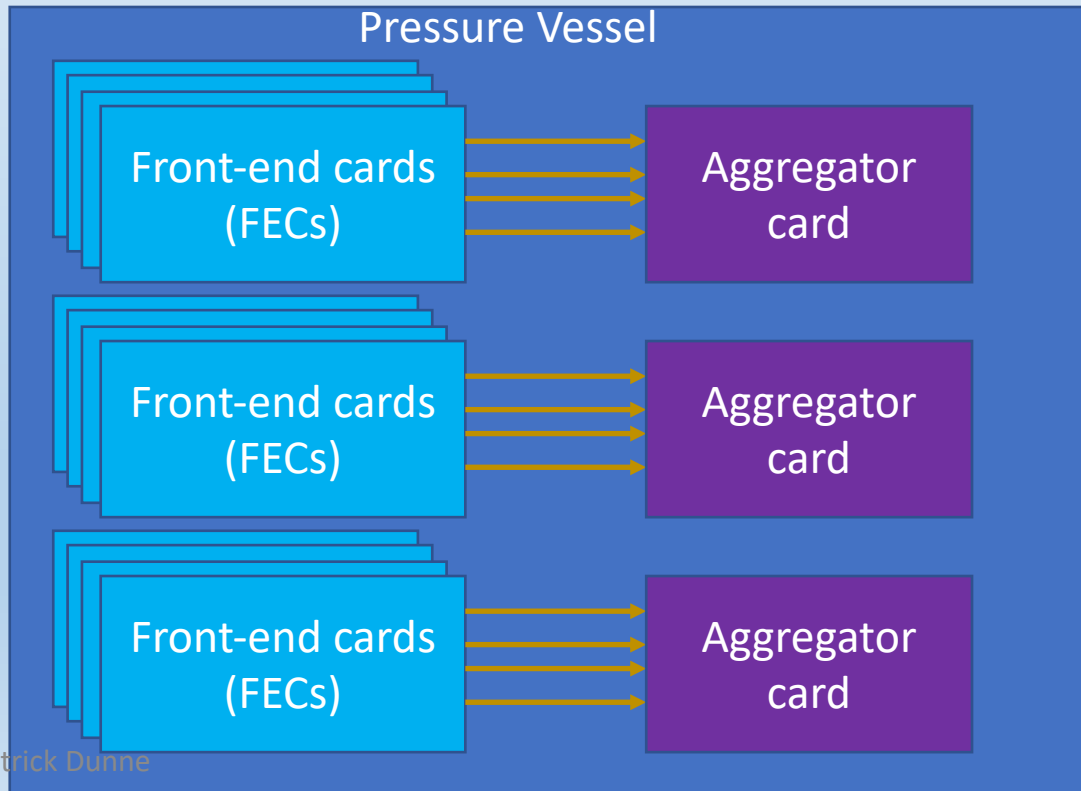 Pressure Vessel
Front-end cards
(FECs)
Aggregator
card
Front-end cards
(FECs)
Aggregator
card
Front-end cards
(FECs)
Aggregator
card
trick Dunne